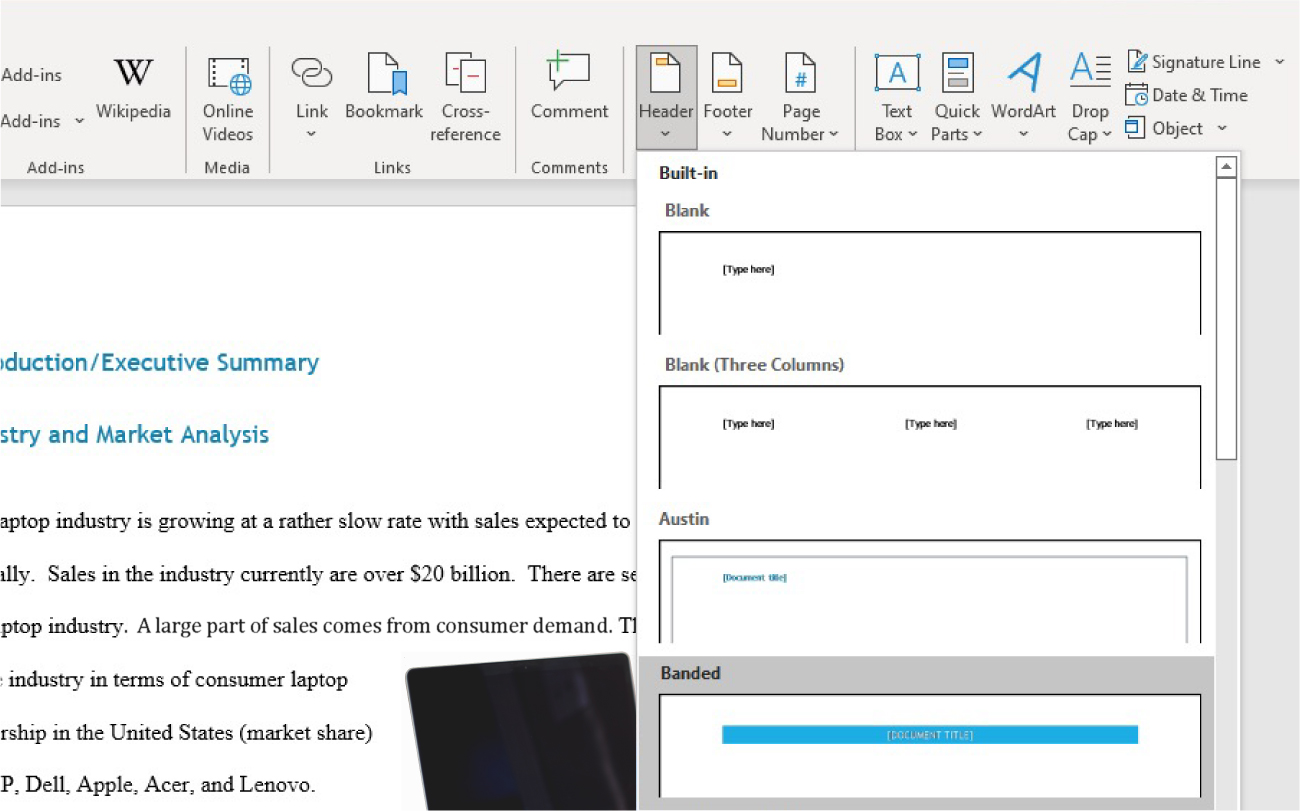 Add-ins
Add-ins
Wikipedia
Add-ins
Online
Videos
Media
Link
Bookmark
Cross-
reference
Links
Comment
Comments
Header
Footer
Page
Number
#
A
Text
Box
Quick
Parts
WordArt
Drop
Cap
Signature Line
Date & Time
Object
Built-in
Blank
[Type here]
Blank (Three Columns)
[Type here] [Type here] [Type here]
Austin
[Document title]
Banded
[DOCUMENT TITLE]
oduction/Executive Summary
stry and Market Analysis
aptop industry is growing at a rather slow rate with sales expected to
ally.  Sales in the industry currently are over $20 billion.  There are se
ptop industry.  A large part of sales comes from consumer demand. Th
e industry in terms of consumer laptop
rship in the United States (market share)
P, Dell, Apple, Acer, and Lenovo.